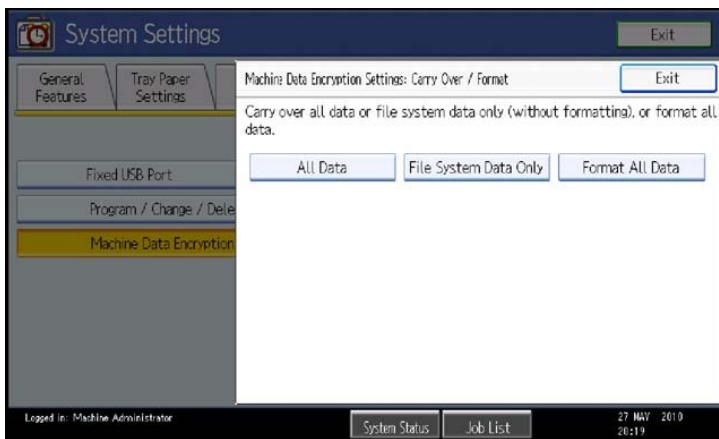 System Settings
Exit
General Features
Tray Paper Settings
Fixed USB Port
Program / Change / Dele
Machine Data Encryption
Machine Data Encryption Settings: Carry Over / Format
Exit
Carry over all data or file system data only (without formatting), or format all
data.
All Data
File System Data Only
Format All Data
Logged in: Machine Administrator
System Status
Job List
27 MAY 2010
20:19